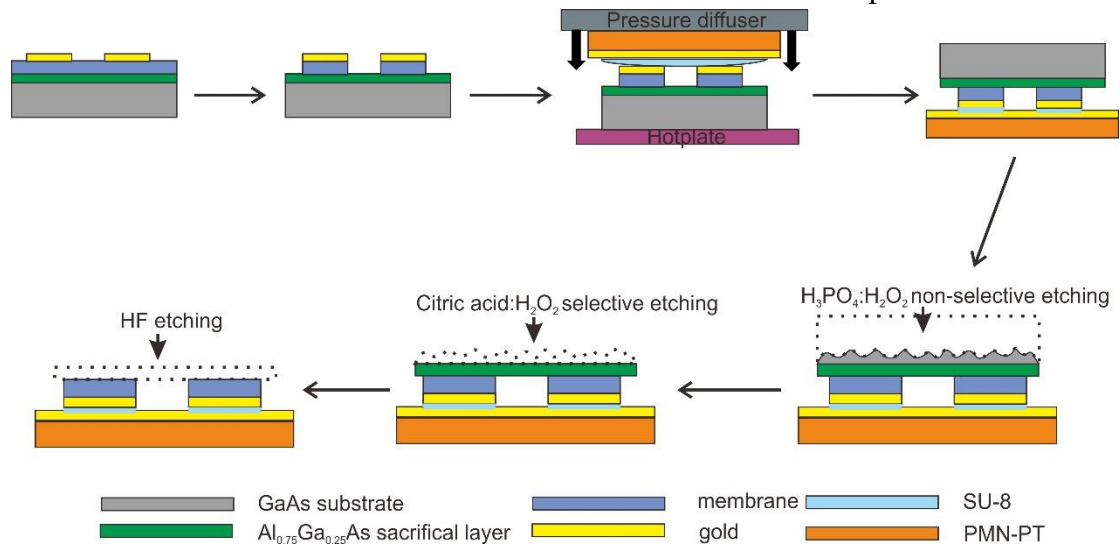 Pressure diffuser
Hotplate
HF etching
Citric acid:H₂O₂ selective etching
H₃PO₄:H₂O₂ non-selective etching
GaAs substrate
membrane
SU-8
Al₀.₇₅Ga₀.₂₅As sacrifical layer
gold
PMN-PT